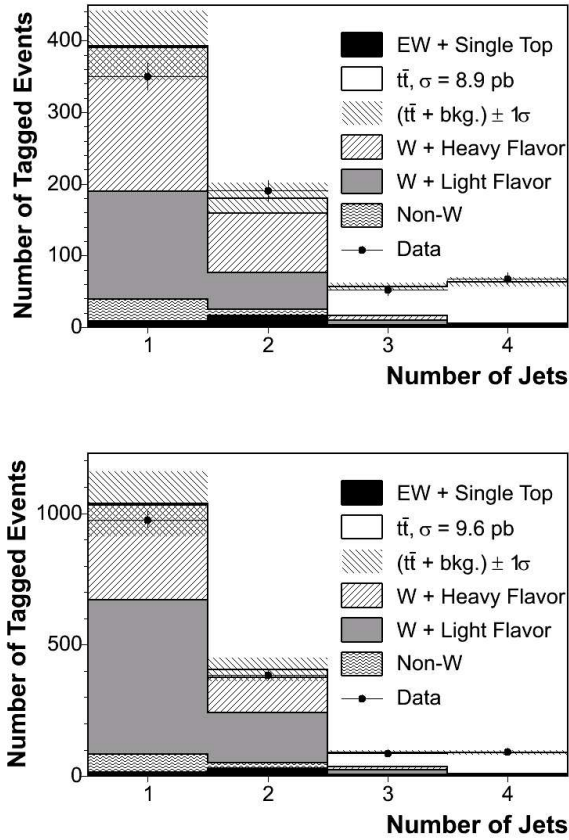 Number of Tagged Events
400
300
200
100
0
1 2 3 4
Number of Jets
EW + Single Top
tt̄, σ = 8.9 pb
(tt̄ + bkg.) ± 1σ
W + Heavy Flavor
W + Light Flavor
Non-W
Data
Number of Tagged Events
1000
500
0
1 2 3 4
Number of Jets
EW + Single Top
tt̄, σ = 9.6 pb
(tt̄ + bkg.) ± 1σ
W + Heavy Flavor
W + Light Flavor
Non-W
Data